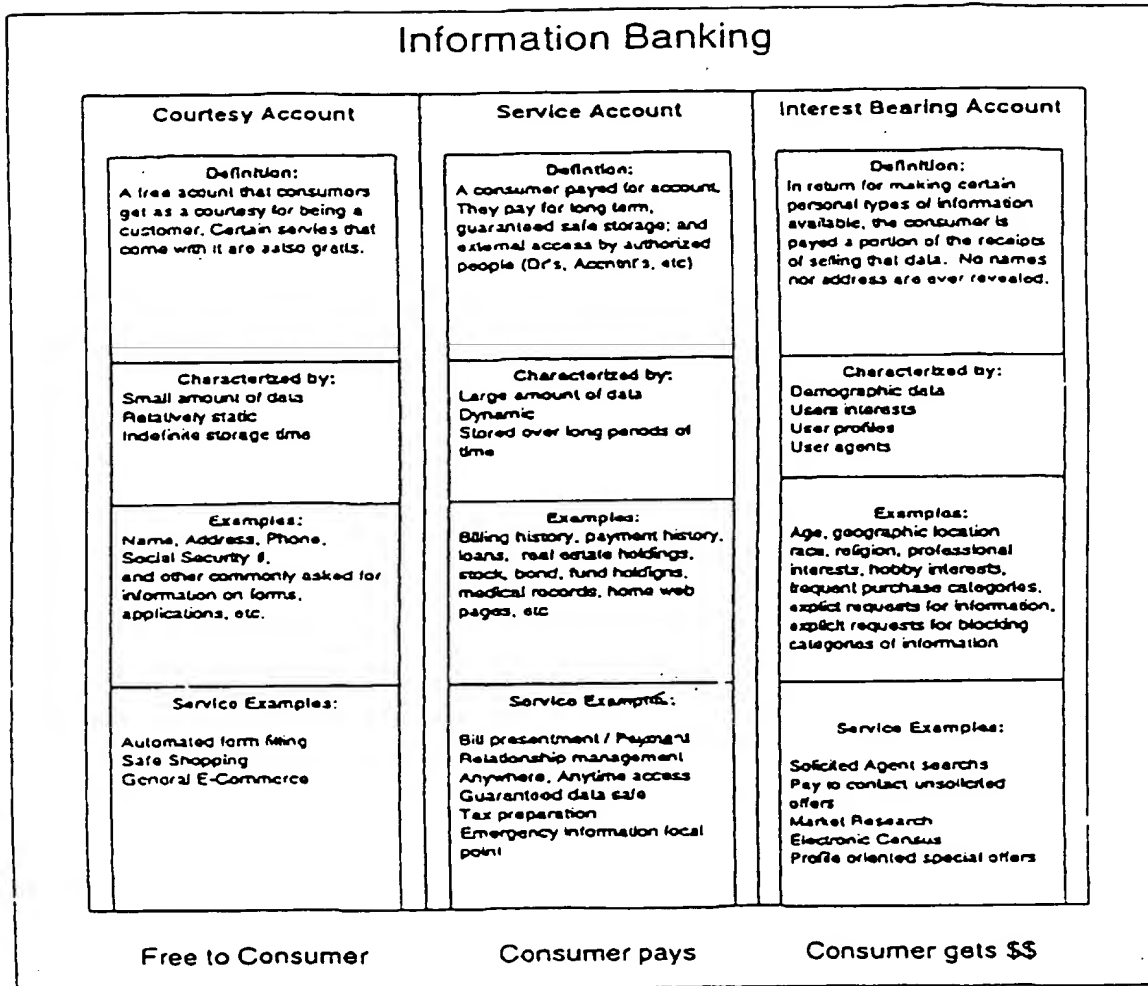 Information Banking
Courtesy Account
Definition:
A free acount that consumers
get as a courtesy for being a
customer. Certain servies that
come with it are aatso gratis.
Characterized by:
Small amount of data
Relatively static
Indefinite storage time
Examples:
Name, Address, Phone,
Social Security #,
and other commonly asked for
information on forms,
applications, etc.
Service Examples:
Automated form filling
Safe Shopping
General E-Commerce
Free to Consumer
Service Account
Defintion:
A consumer payed for account.
They pay for long term,
guaranteed safe storage; and
external access by authorized
people (Dr's, Accntnt's, etc)
Characterized by:
Large amount of data
Dynamic
Stored over long periods of
time
Examples:
Billing history, payment history,
loans, real estate holdings,
stock, bond, fund holdigns,
medical records, home web
pages, etc
Service Examples:
Bill presentment / Payment
Relationship management
Anywhere, Anytime access
Guaranteed data safe
Tax preparation
Emergency information focal
point
Consumer pays
Interest Bearing Account
Definition:
In return for making certain
personal types of information
available, the consumer is
payed a portion of the receipts
of selling that data. No names
nor address are ever revealed.
Characterized by:
Demographic data
Users interests
User profiles
User agents
Examples:
Age, geographic location
race, religion, professional
interests, hobby interests,
frequent purchase categories,
explict requests for information,
explicit requests for blocking
categories of information
Service Examples:
Solicited Agent searchs
Pay to contact unsolicited
offers
Market Research
Electronic Census
Profile oriented special offers
Consumer gets $$